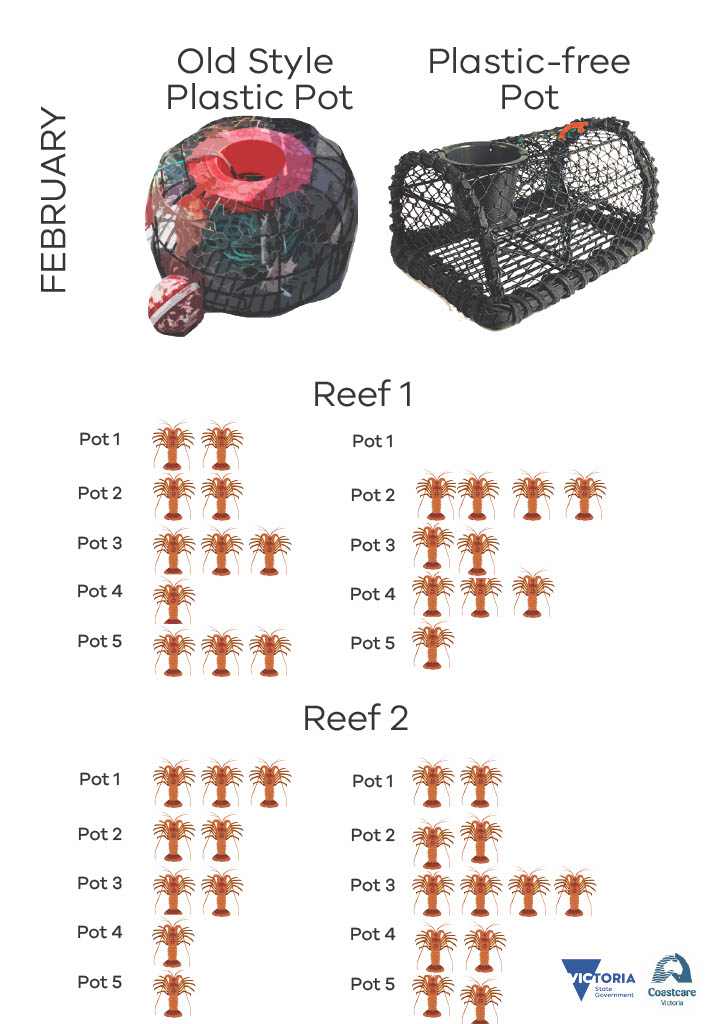 Old Style
Plastic Pot
Plastic-free
Pot
FEBRUARY
Reef 1
Pot 1
Pot 1
Pot 2
Pot 2
Pot 3
Pot 3
Pot 4
Pot 4
Pot 5
Pot 5
Reef 2
Pot 1
Pot 1
Pot 2
Pot 2
Pot 3
Pot 3
Pot 4
Pot 4
Pot 5
Pot 5
VICTORIA
State
Government
Coastcare
Victoria